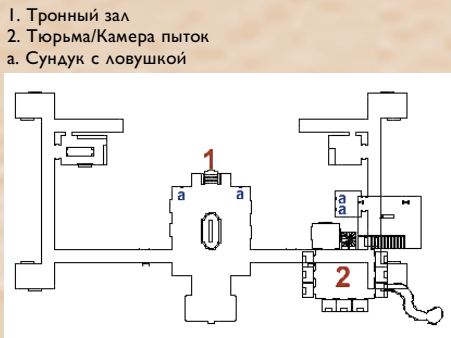 1. Тронный зал
2. Тюрьма/Камера пыток
a. Сундук с ловушкой
1
a a
a
a
2